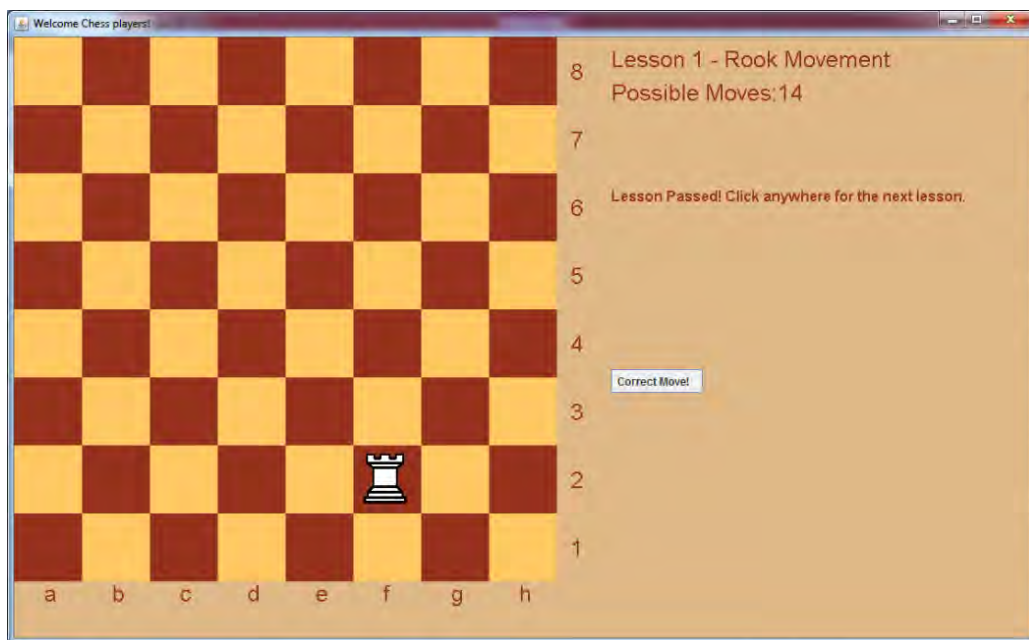 Welcome Chess players!
8
Lesson 1 - Rook Movement
Possible Moves:14
7
6
Lesson Passed! Click anywhere for the next lesson.
5
4
Correct Move!
3
2
1
a b c d e f g h